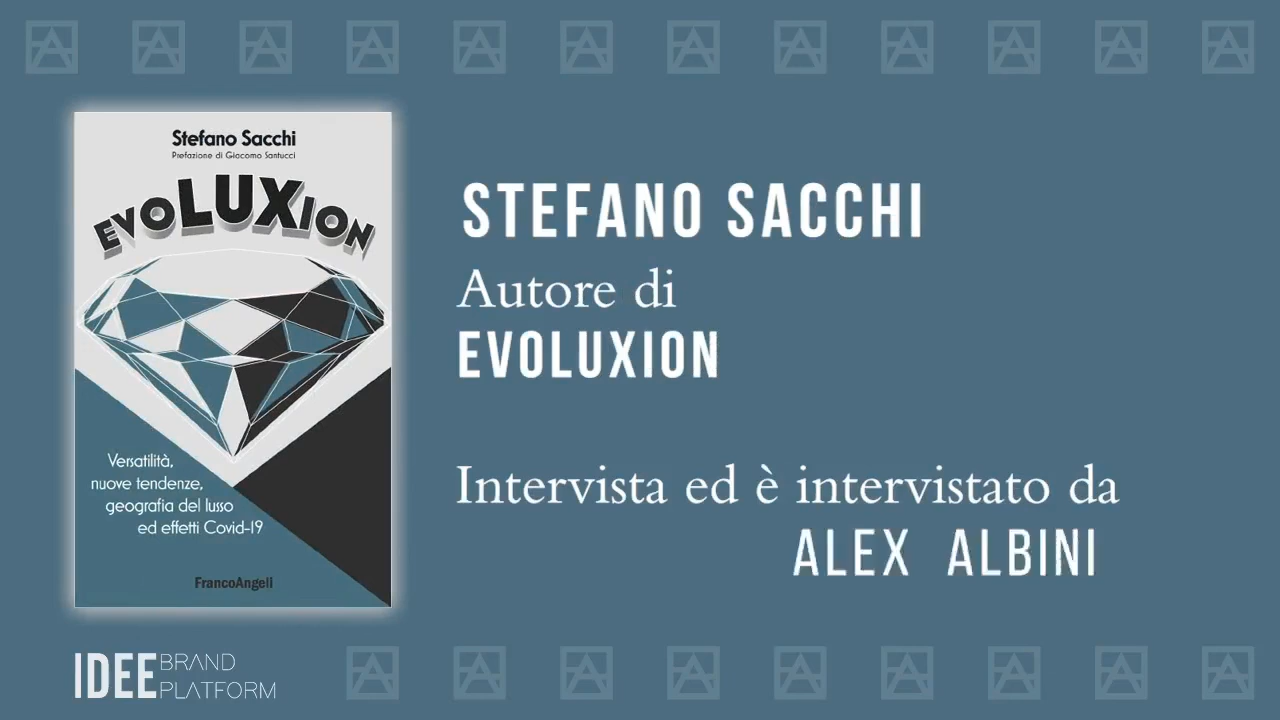 Stefano Sacchi
Prefazione di Giacomo Santucci
EVOLUXION
Versatilità,
nuove tendenze,
geografia del lusso
ed effetti Covid-19
FrancoAngeli
STEFANO SACCHI
Autore di
EVOLUXION
Intervista ed è intervistato da
ALEX ALBINI
IDEE BRAND
PLATFORM